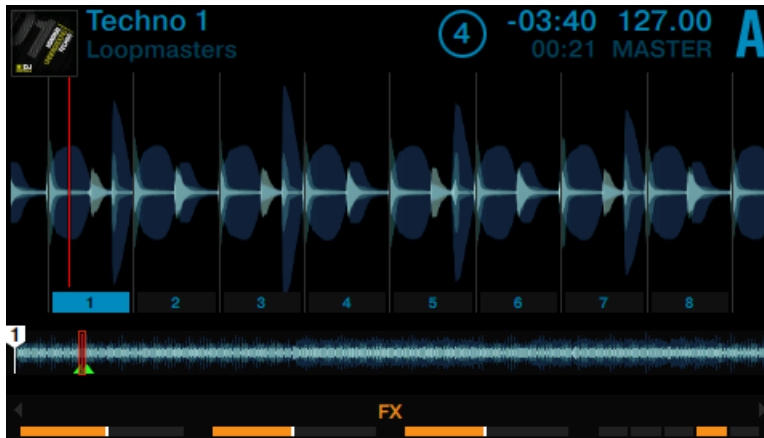 Techno 1
Loopmasters
4
-03:40 127.00
00:21 MASTER
A
1 2 3 4 5 6 7 8
1
FX